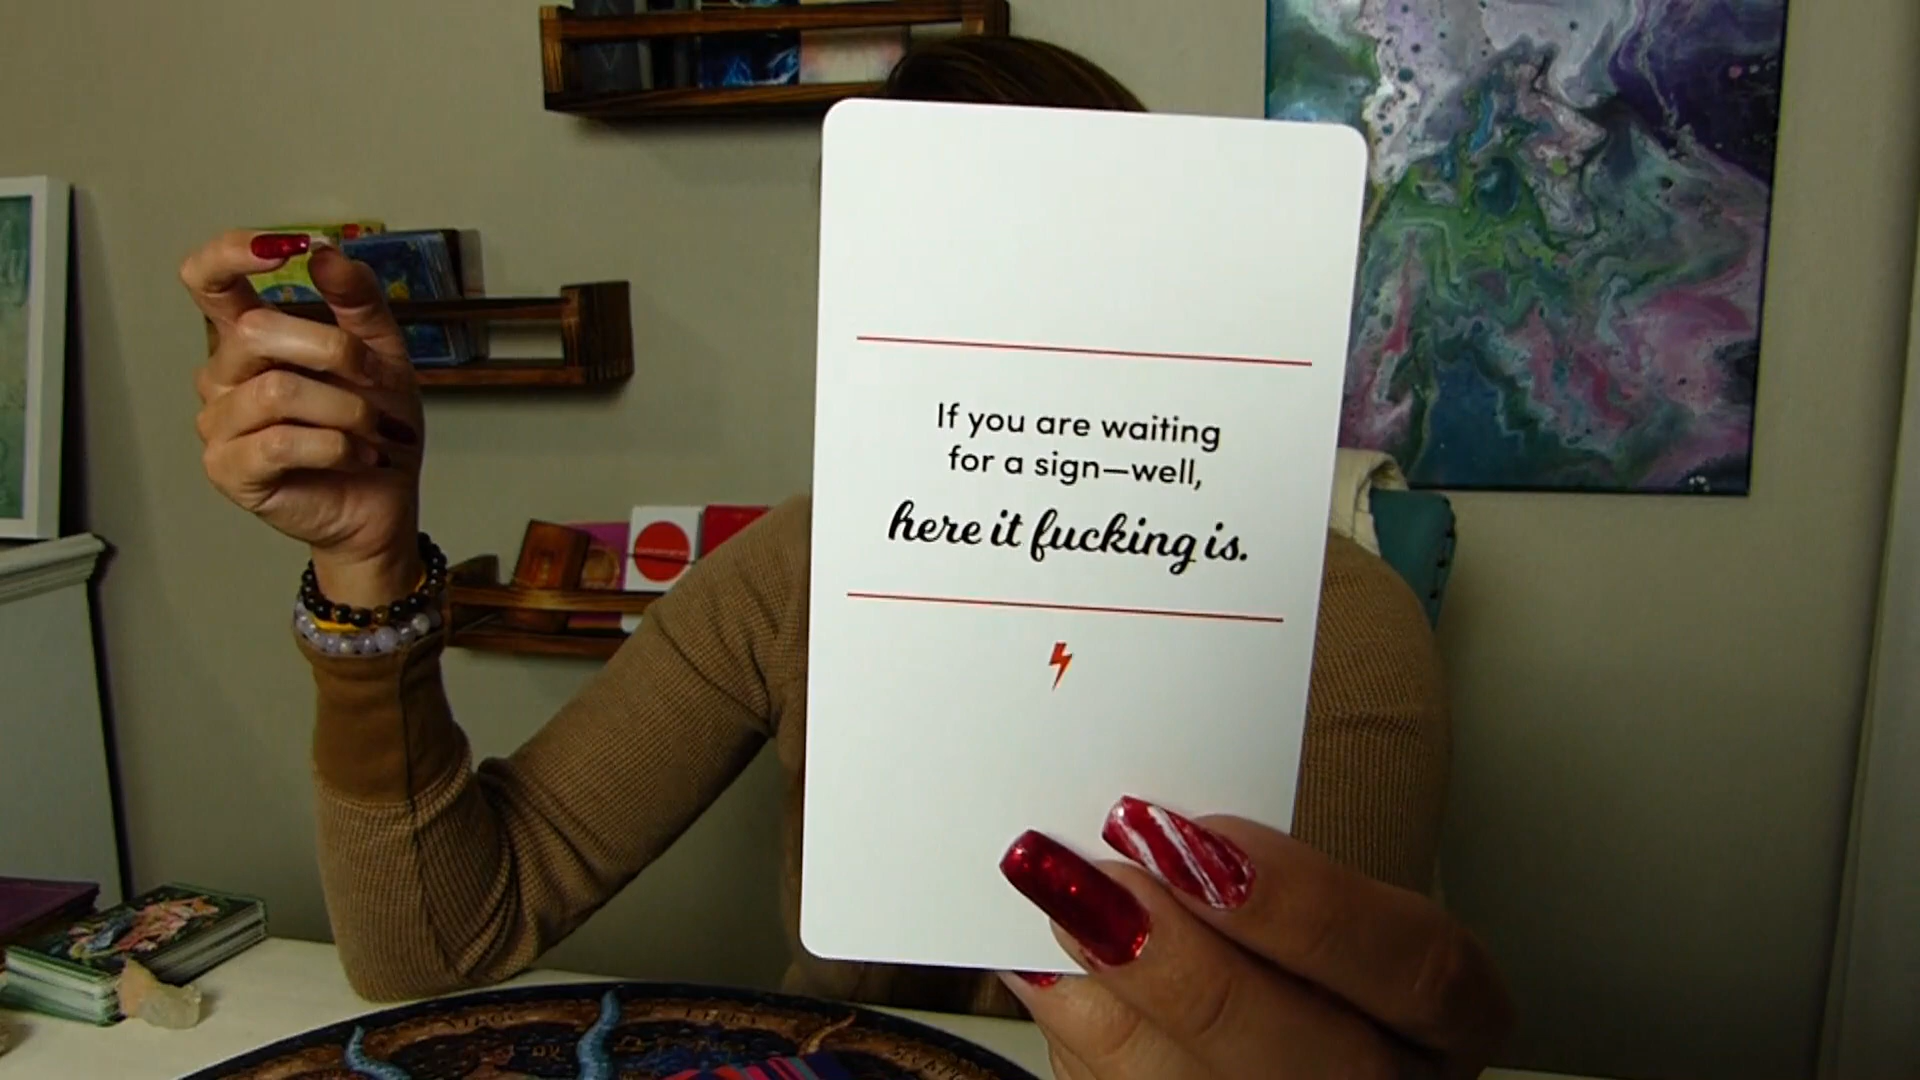 If you are waiting
for a sign—well,
here it fucking is.